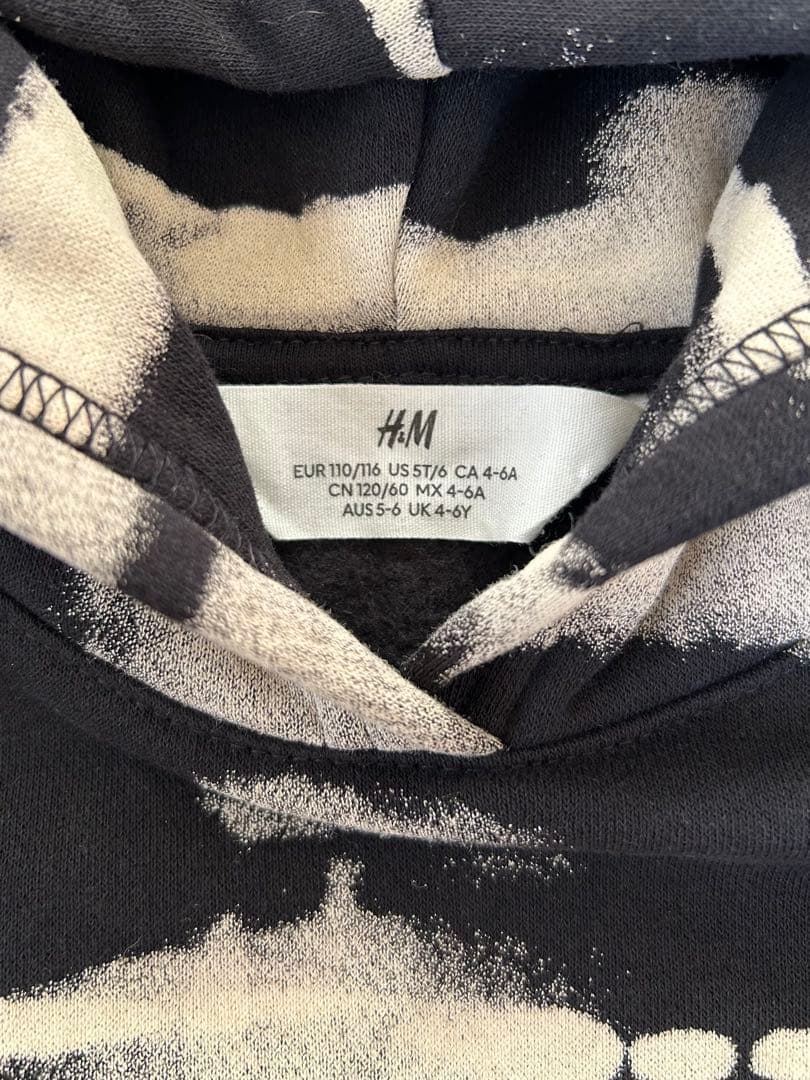 H&M
EUR 110/116 US 5T/6 CA 4-6A
CN 120/60 MX 4-6A
AUS 5-6 UK 4-6Y